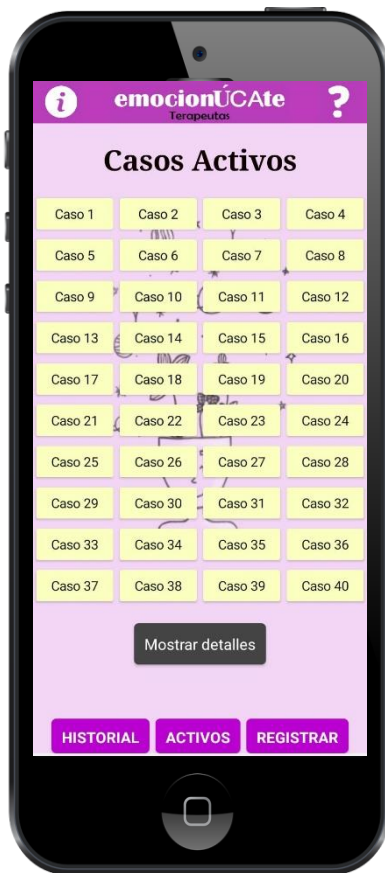 i emocionÚCAte ?
Terapeutas
Casos Activos
Caso 1 Caso 2 Caso 3 Caso 4
Caso 5 Caso 6 Caso 7 Caso 8
Caso 9 Caso 10 Caso 11 Caso 12
Caso 13 Caso 14 Caso 15 Caso 16
Caso 17 Caso 18 Caso 19 Caso 20
Caso 21 Caso 22 Caso 23 Caso 24
Caso 25 Caso 26 Caso 27 Caso 28
Caso 29 Caso 30 Caso 31 Caso 32
Caso 33 Caso 34 Caso 35 Caso 36
Caso 37 Caso 38 Caso 39 Caso 40
Mostrar detalles
HISTORIAL ACTIVOS REGISTRAR